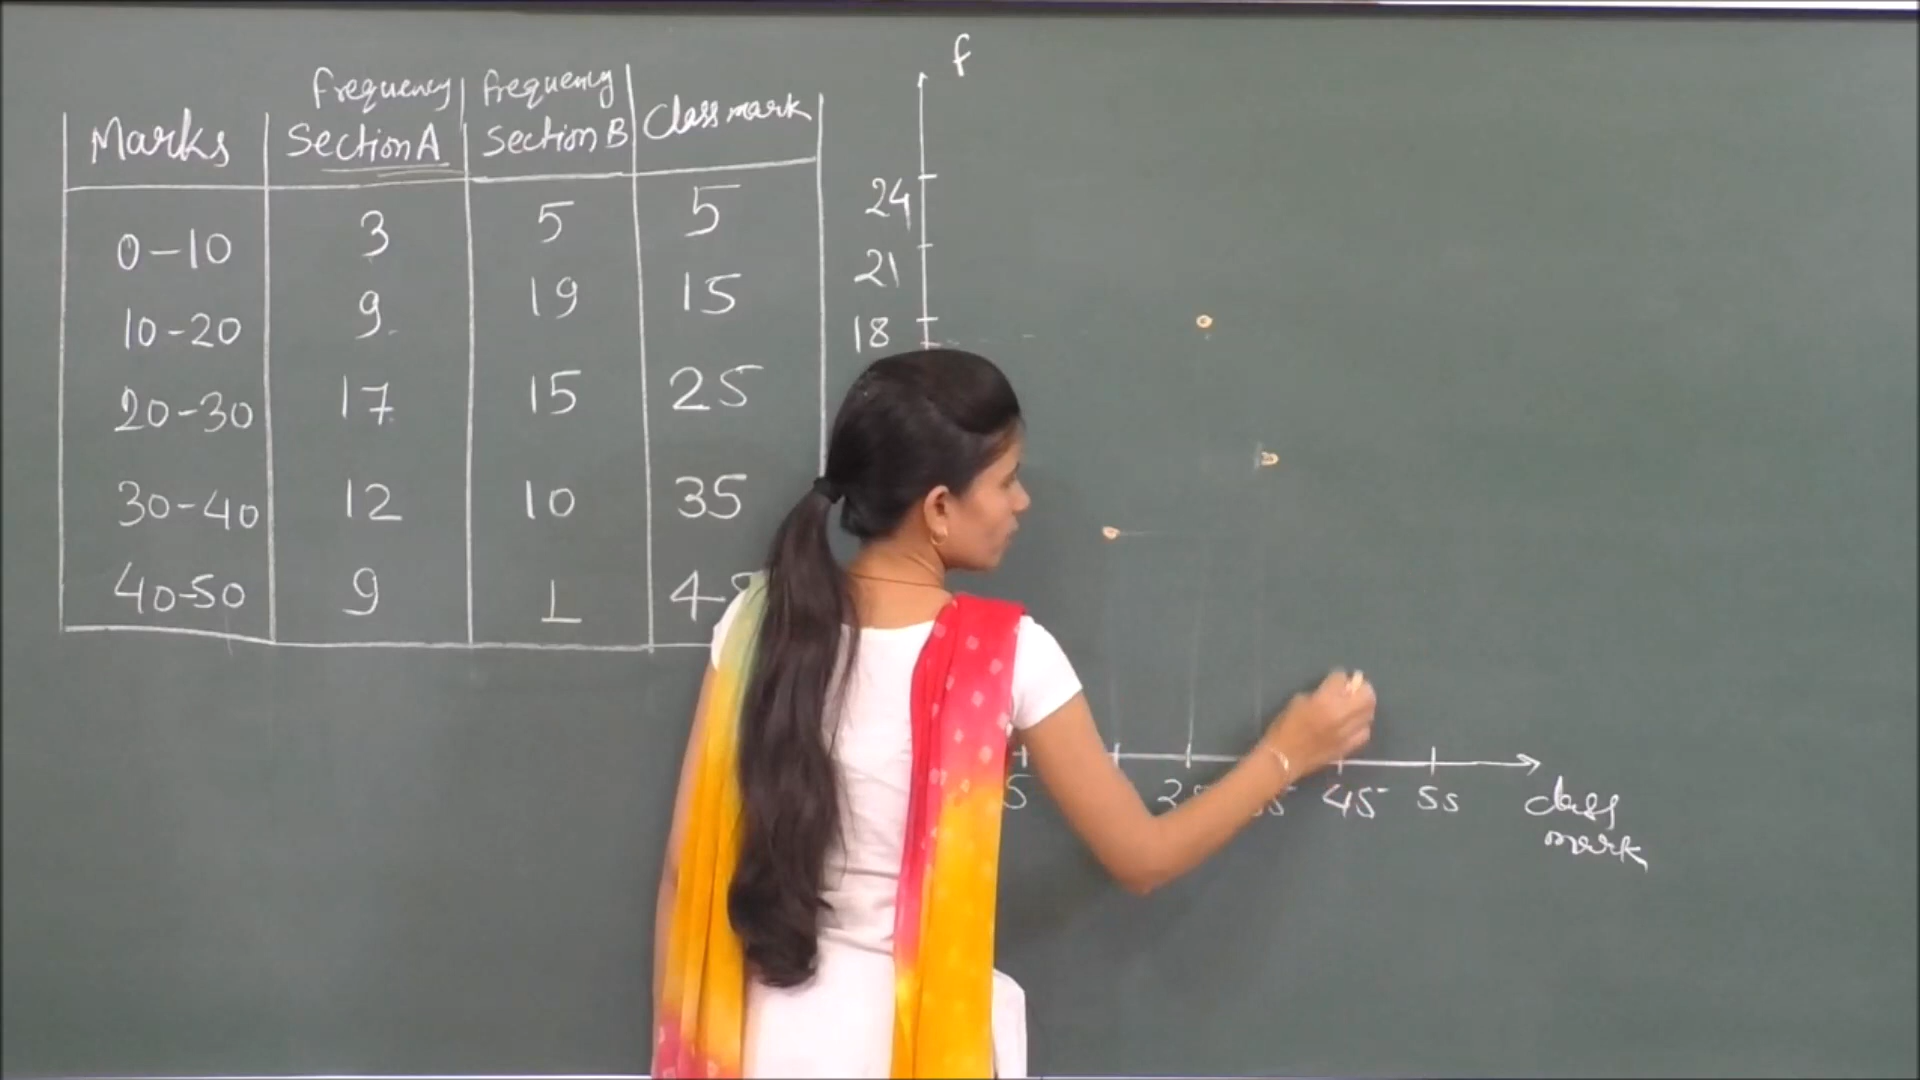 Marks
Frequency
Section A
frequency
Section B
Class mark
0-10 3 5 5
10-20 9 19 15
20-30 17 15 25
30-40 12 10 35
40-50 9 1
f
24
21
18
5
45
55
class
mark